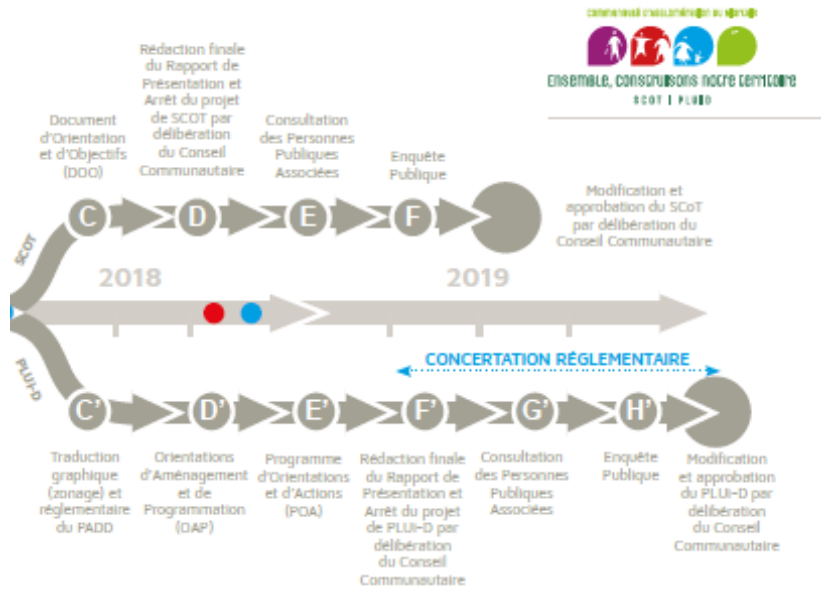 COMMUNAUTÉ D'AGGLOMÉRATION DU
Ensemble, construisons notre territoire
SCOT | PLUID
Document
d'Orientation
et d'Objectifs
(DOO)
Rédaction finale
du Rapport de
Présentation et
Arrêt du projet
de SCOT par
délibération
du Conseil
Communautaire
Consultation
des Personnes
Publiques
Associées
Enquête
Publique
Modification et
approbation du SCoT
par délibération du
Conseil Communautaire
SCOT
C
D
E
F
2018
2019
CONCERTATION RÉGLEMENTAIRE
PLUi-D
C'
D'
E'
F'
G'
H'
Traduction
graphique
(zonage) et
réglementaire
du PADD
Orientations
d'Aménagement
et de
Programmation
(OAP)
Programme
d'Orientations
et d'Actions
(POA)
Rédaction finale
du Rapport de
Présentation et
Arrêt du projet
de PLUi-D par
délibération
du Conseil
Communautaire
Consultation
des Personnes
Publiques
Associées
Enquête
Publique
Modification
et approbation
du PLUi-D par
délibération
du Conseil
Communautaire